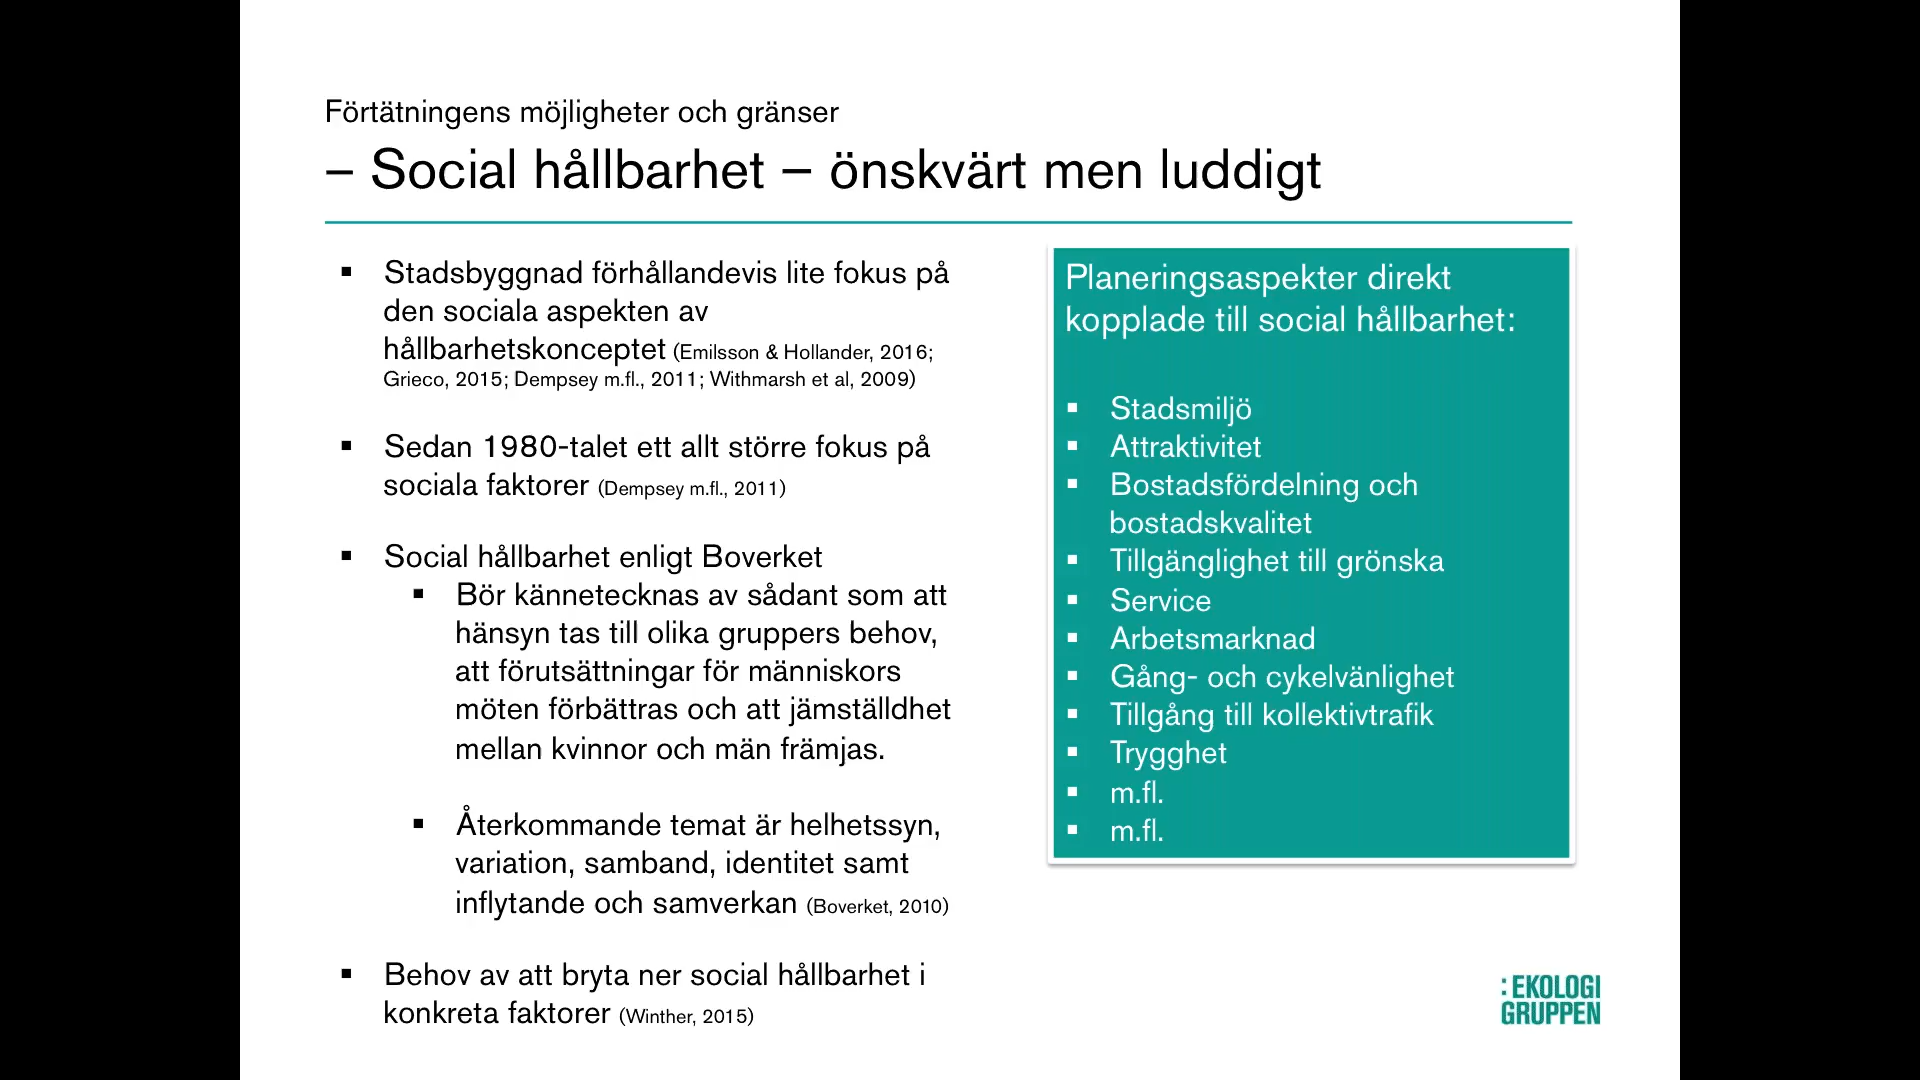 Förtätningens möjligheter och gränser
– Social hållbarhet – önskvärt men luddigt
▪ Stadsbyggnad förhållandevis lite fokus på
den sociala aspekten av
hållbarhetskonceptet (Emilsson & Hollander, 2016;
Grieco, 2015; Dempsey m.fl., 2011; Withmarsh et al, 2009)
▪ Sedan 1980-talet ett allt större fokus på
sociala faktorer (Dempsey m.fl., 2011)
▪ Social hållbarhet enligt Boverket
▪ Bör kännetecknas av sådant som att
hänsyn tas till olika gruppers behov,
att förutsättningar för människors
möten förbättras och att jämställdhet
mellan kvinnor och män främjas.
▪ Återkommande temat är helhetssyn,
variation, samband, identitet samt
inflytande och samverkan (Boverket, 2010)
▪ Behov av att bryta ner social hållbarhet i
konkreta faktorer (Winther, 2015)
Planeringsaspekter direkt
kopplade till social hållbarhet:
▪ Stadsmiljö
▪ Attraktivitet
▪ Bostadsfördelning och
bostadskvalitet
▪ Tillgänglighet till grönska
▪ Service
▪ Arbetsmarknad
▪ Gång- och cykelvänlighet
▪ Tillgång till kollektivtrafik
▪ Trygghet
▪ m.fl.
▪ m.fl.
:EKOLOGI
GRUPPEN